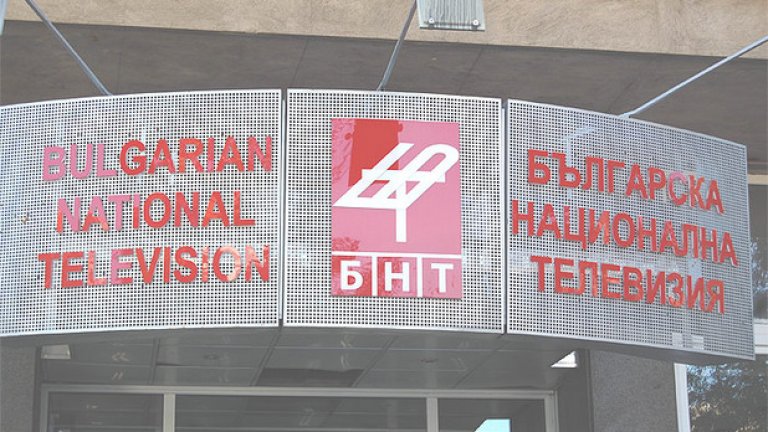 BULGARIAN
NATIONAL
TELEVISION
БНТ
БЪЛГАРСКА
НАЦИОНАЛНА
ТЕЛЕВИЗИЯ